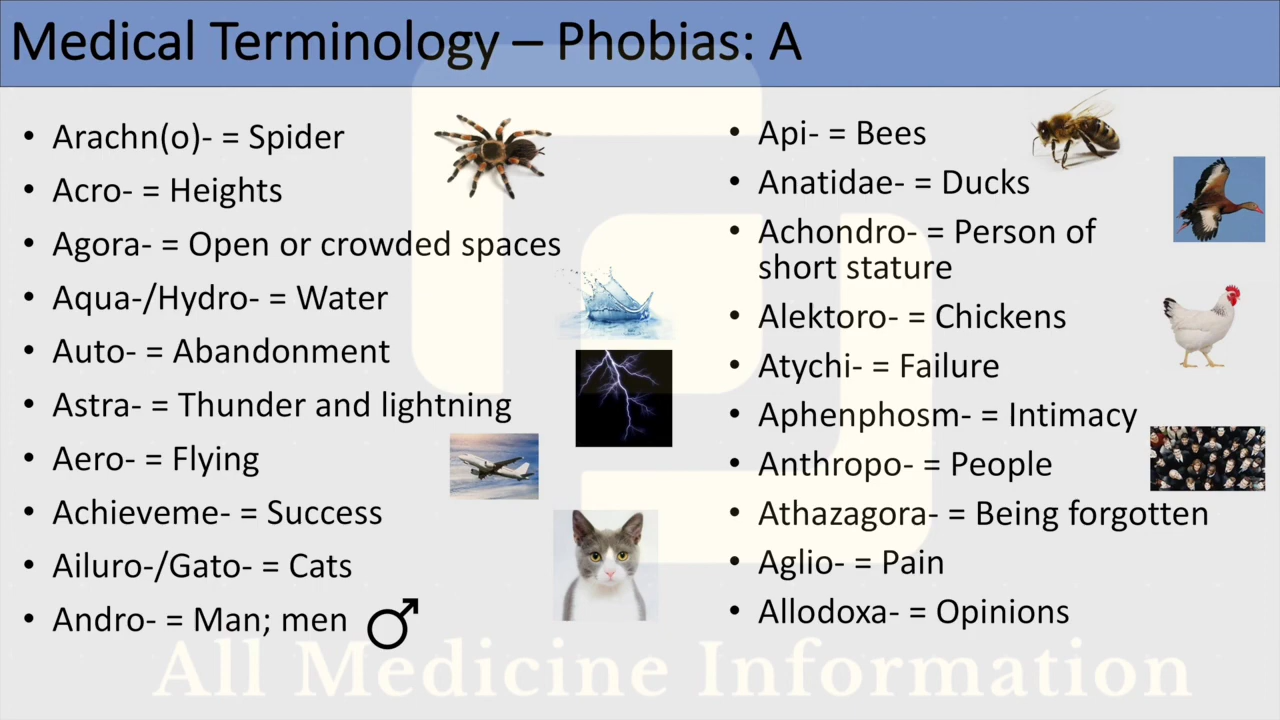 Medical Terminology – Phobias: A
• Arachn(o)- = Spider
• Acro- = Heights
• Agora- = Open or crowded spaces
• Aqua-/Hydro- = Water
• Auto- = Abandonment
• Astra- = Thunder and lightning
• Aero- = Flying
• Achieveme- = Success
• Ailuro-/Gato- = Cats
• Andro- = Man; men
• Api- = Bees
• Anatidae- = Ducks
• Achondro- = Person of
short stature
• Alektoro- = Chickens
• Atychi- = Failure
• Aphenphosm- = Intimacy
• Anthropo- = People
• Athazagora- = Being forgotten
• Aglio- = Pain
• Allodoxa- = Opinions
All Medicine Information